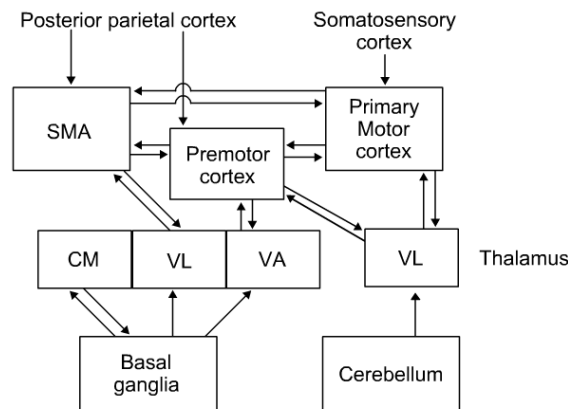 Posterior parietal cortex
Somatosensory
cortex
SMA
Primary
Motor
cortex
Premotor
cortex
CM
VL
VA
VL
Thalamus
Basal
ganglia
Cerebellum